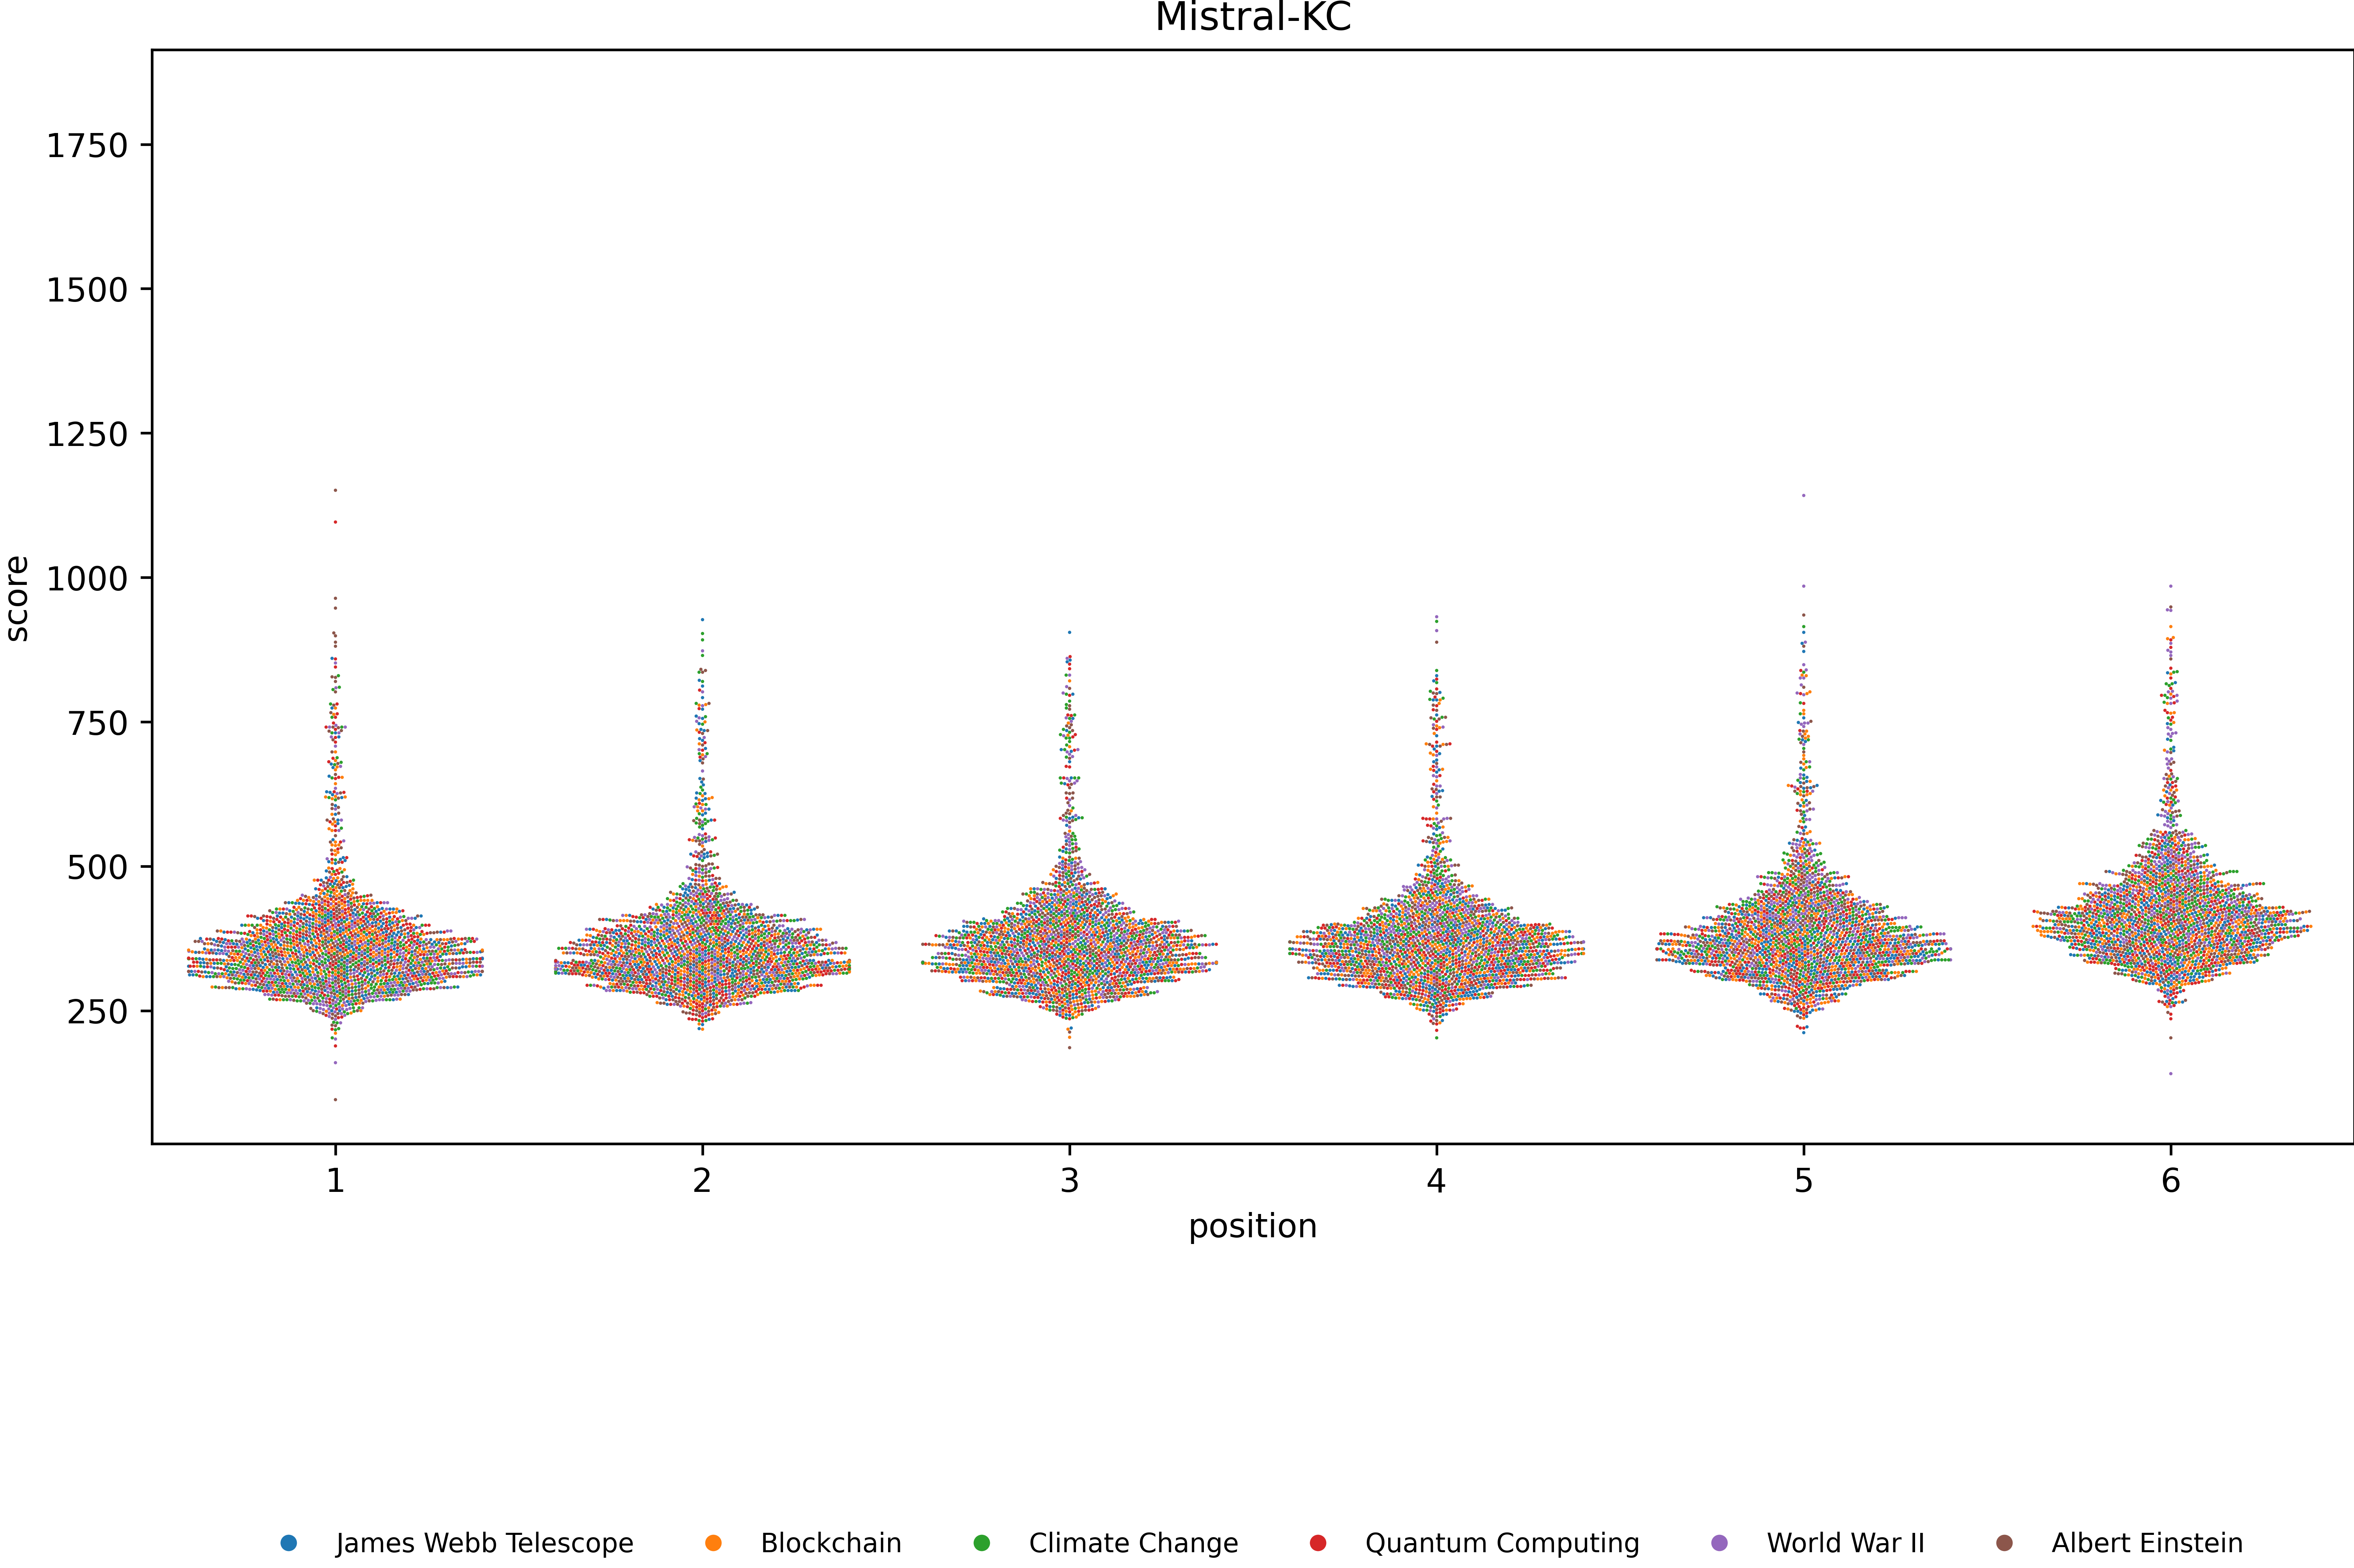 Mistral-KC
1750
1500
1250
1000
750
500
250
score
1 2 3 4 5 6
position
James Webb Telescope Blockchain Climate Change Quantum Computing World War II Albert Einstein